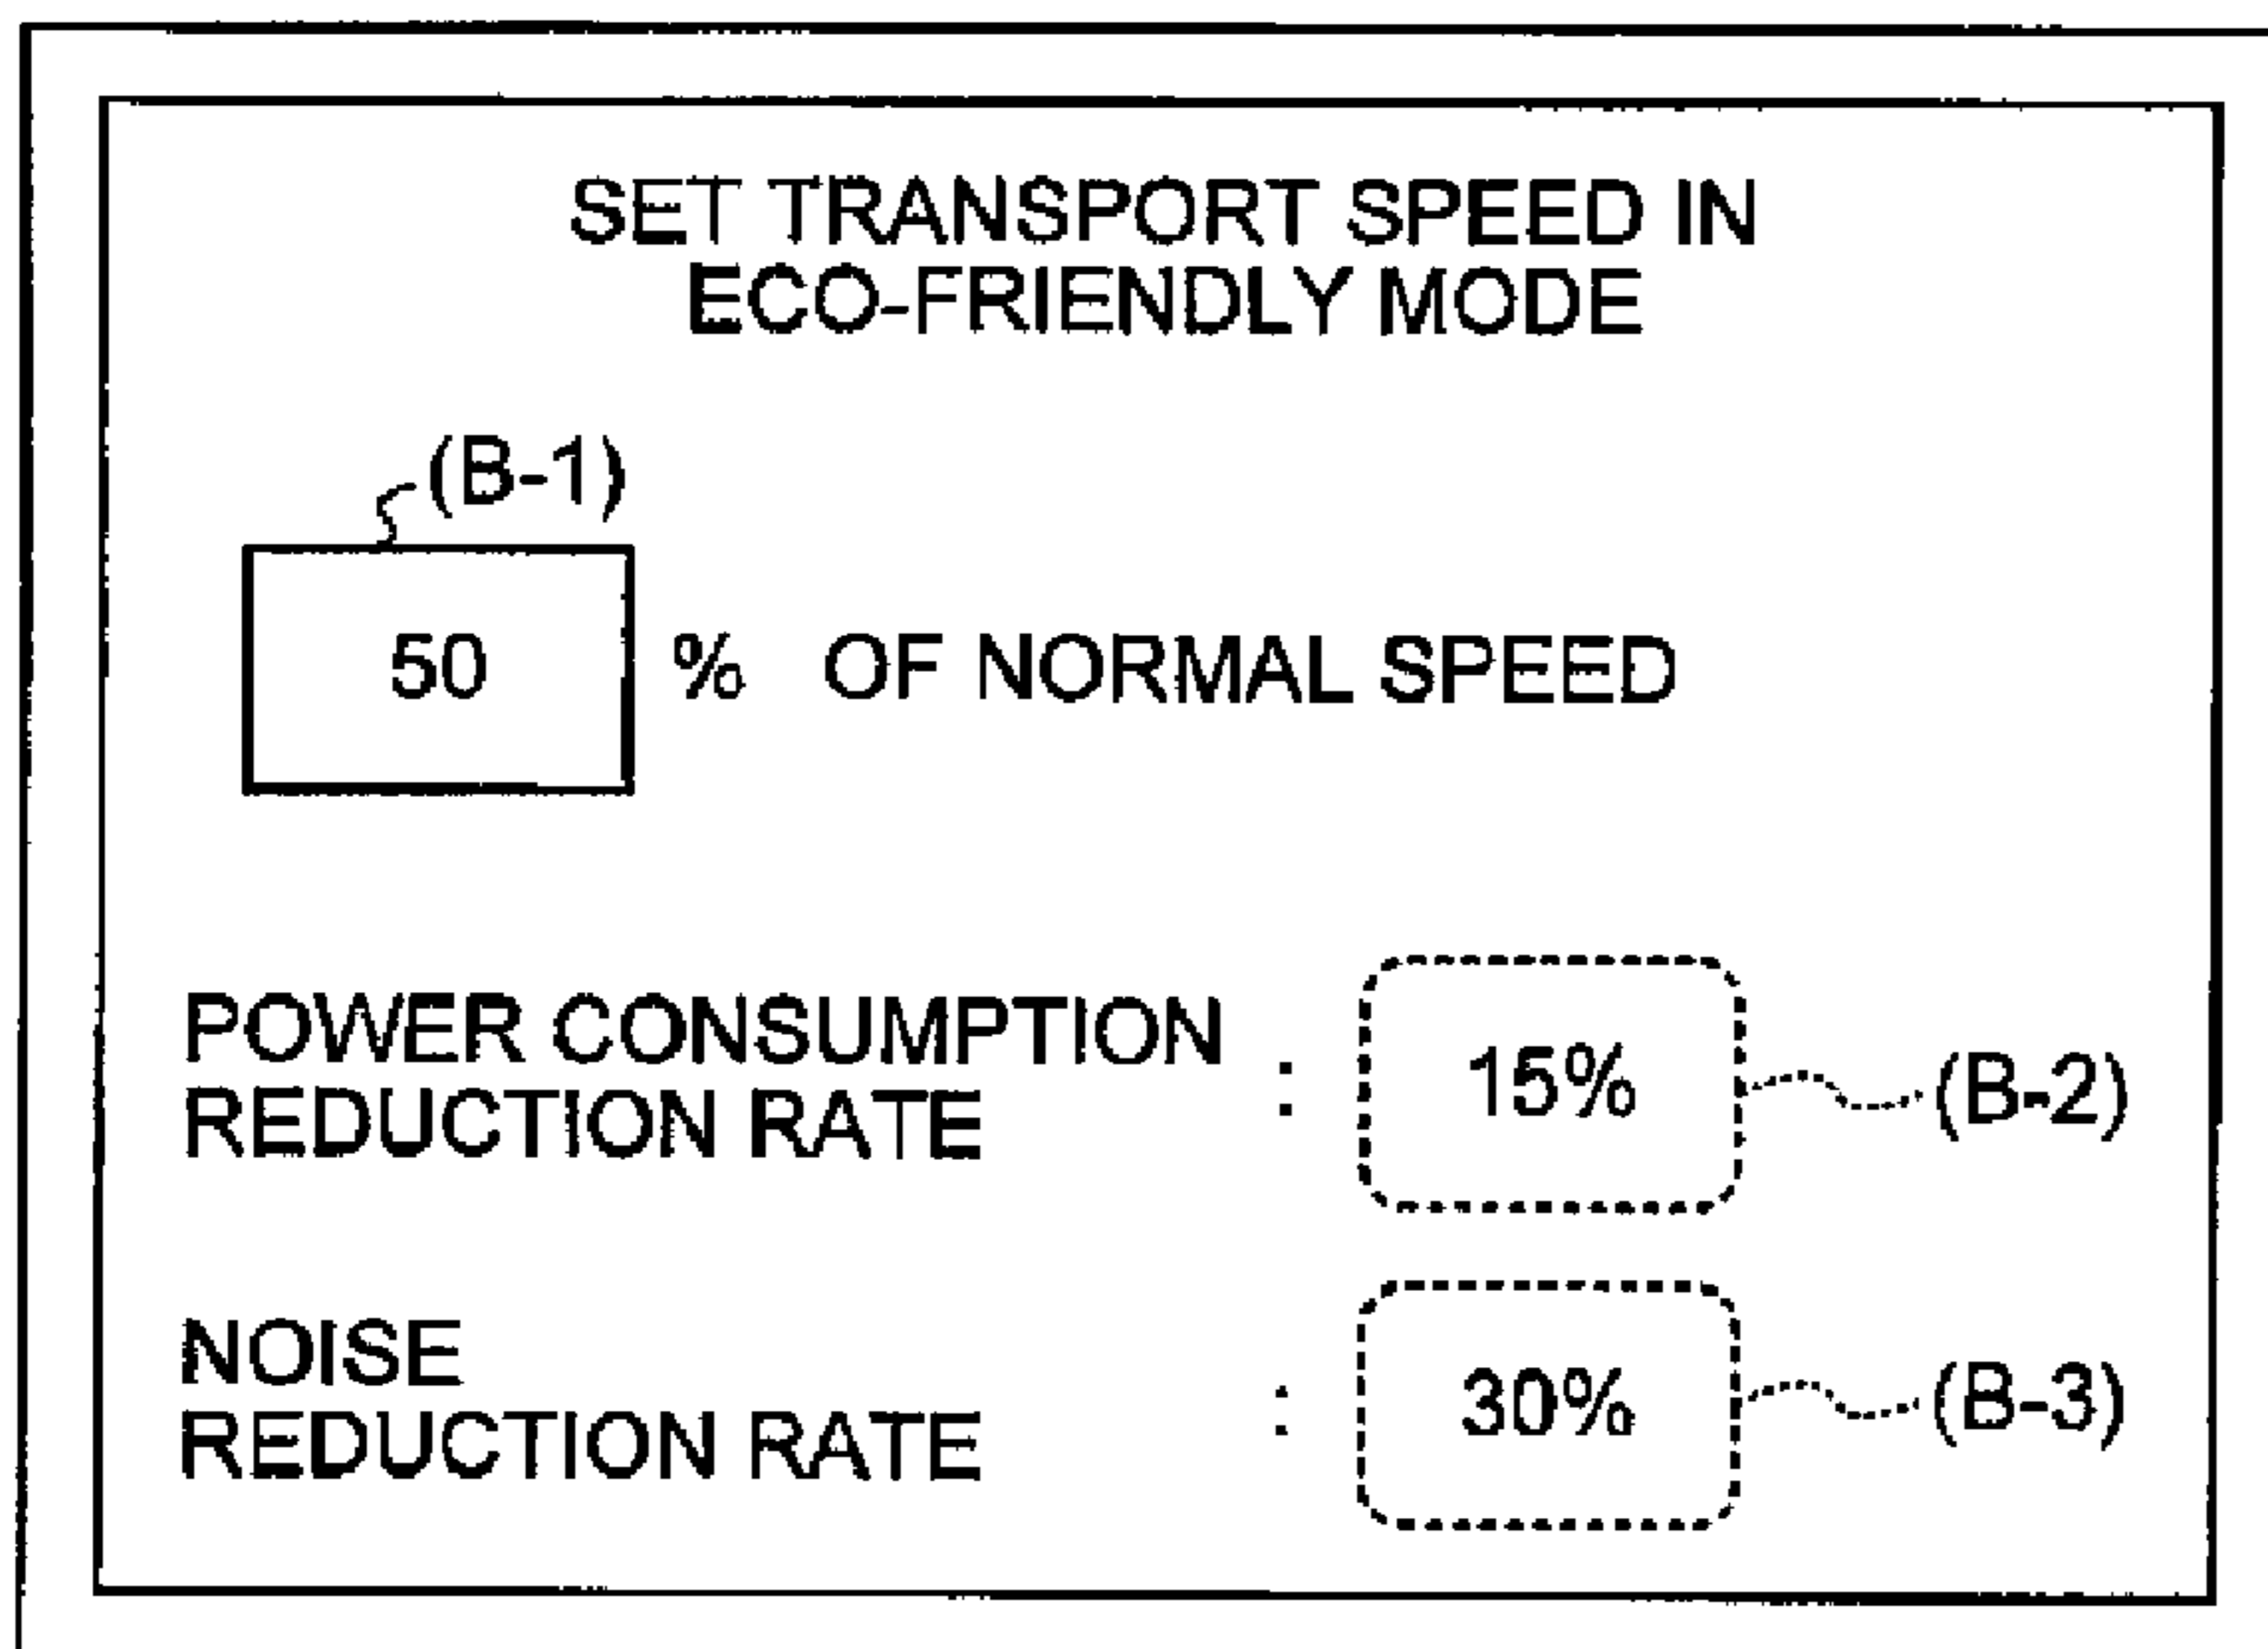 SET TRANSPORT SPEED IN
ECO-FRIENDLY MODE
(B-1)
50 % OF NORMAL SPEED
POWER CONSUMPTION
REDUCTION RATE : 15% (B-2)
NOISE
REDUCTION RATE : 30% (B-3)